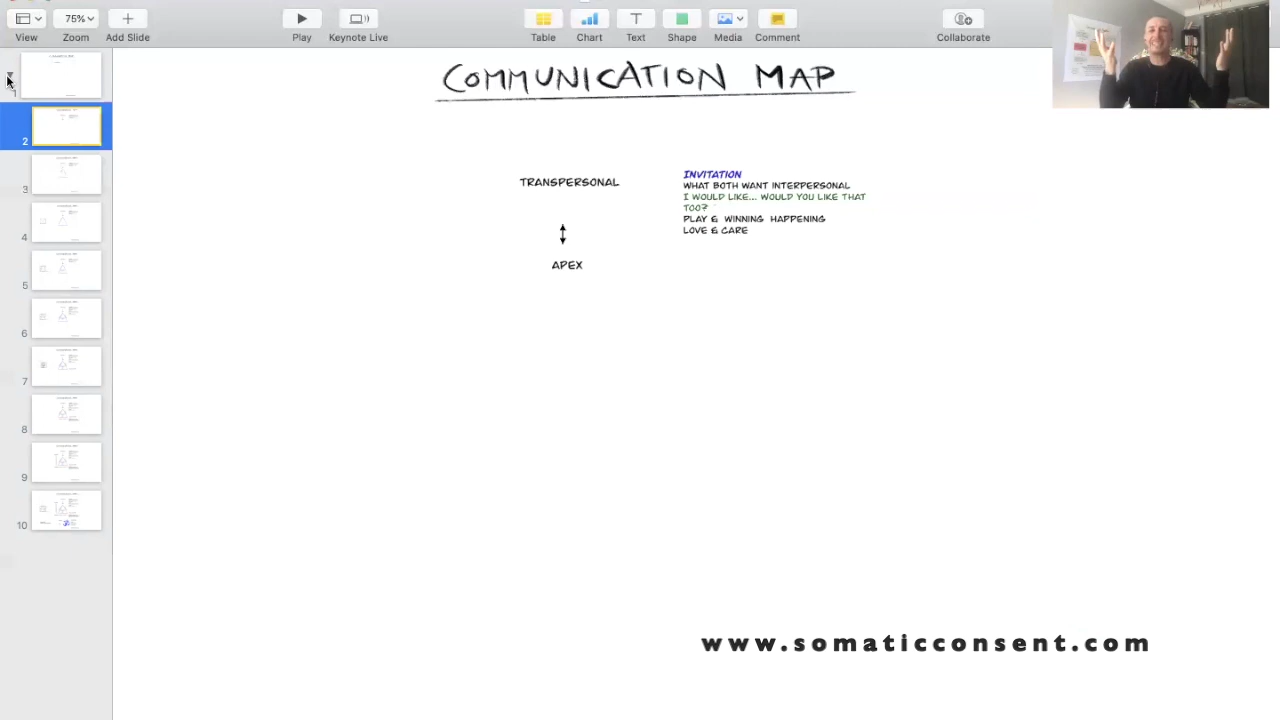 75%
View
Zoom
Add Slide
Play
Keynote Live
Table
Chart
Text
Shape
Media
Comment
Collaborate
1
2
3
4
5
6
7
8
9
10
COMMUNICATION MAP
TRANSPERSONAL
APEX
INVITATION
WHAT BOTH WANT INTERPERSONAL
I WOULD LIKE... WOULD YOU LIKE THAT
TOO?
PLAY & WINNING HAPPENING
LOVE & CARE
www.somaticconsent.com